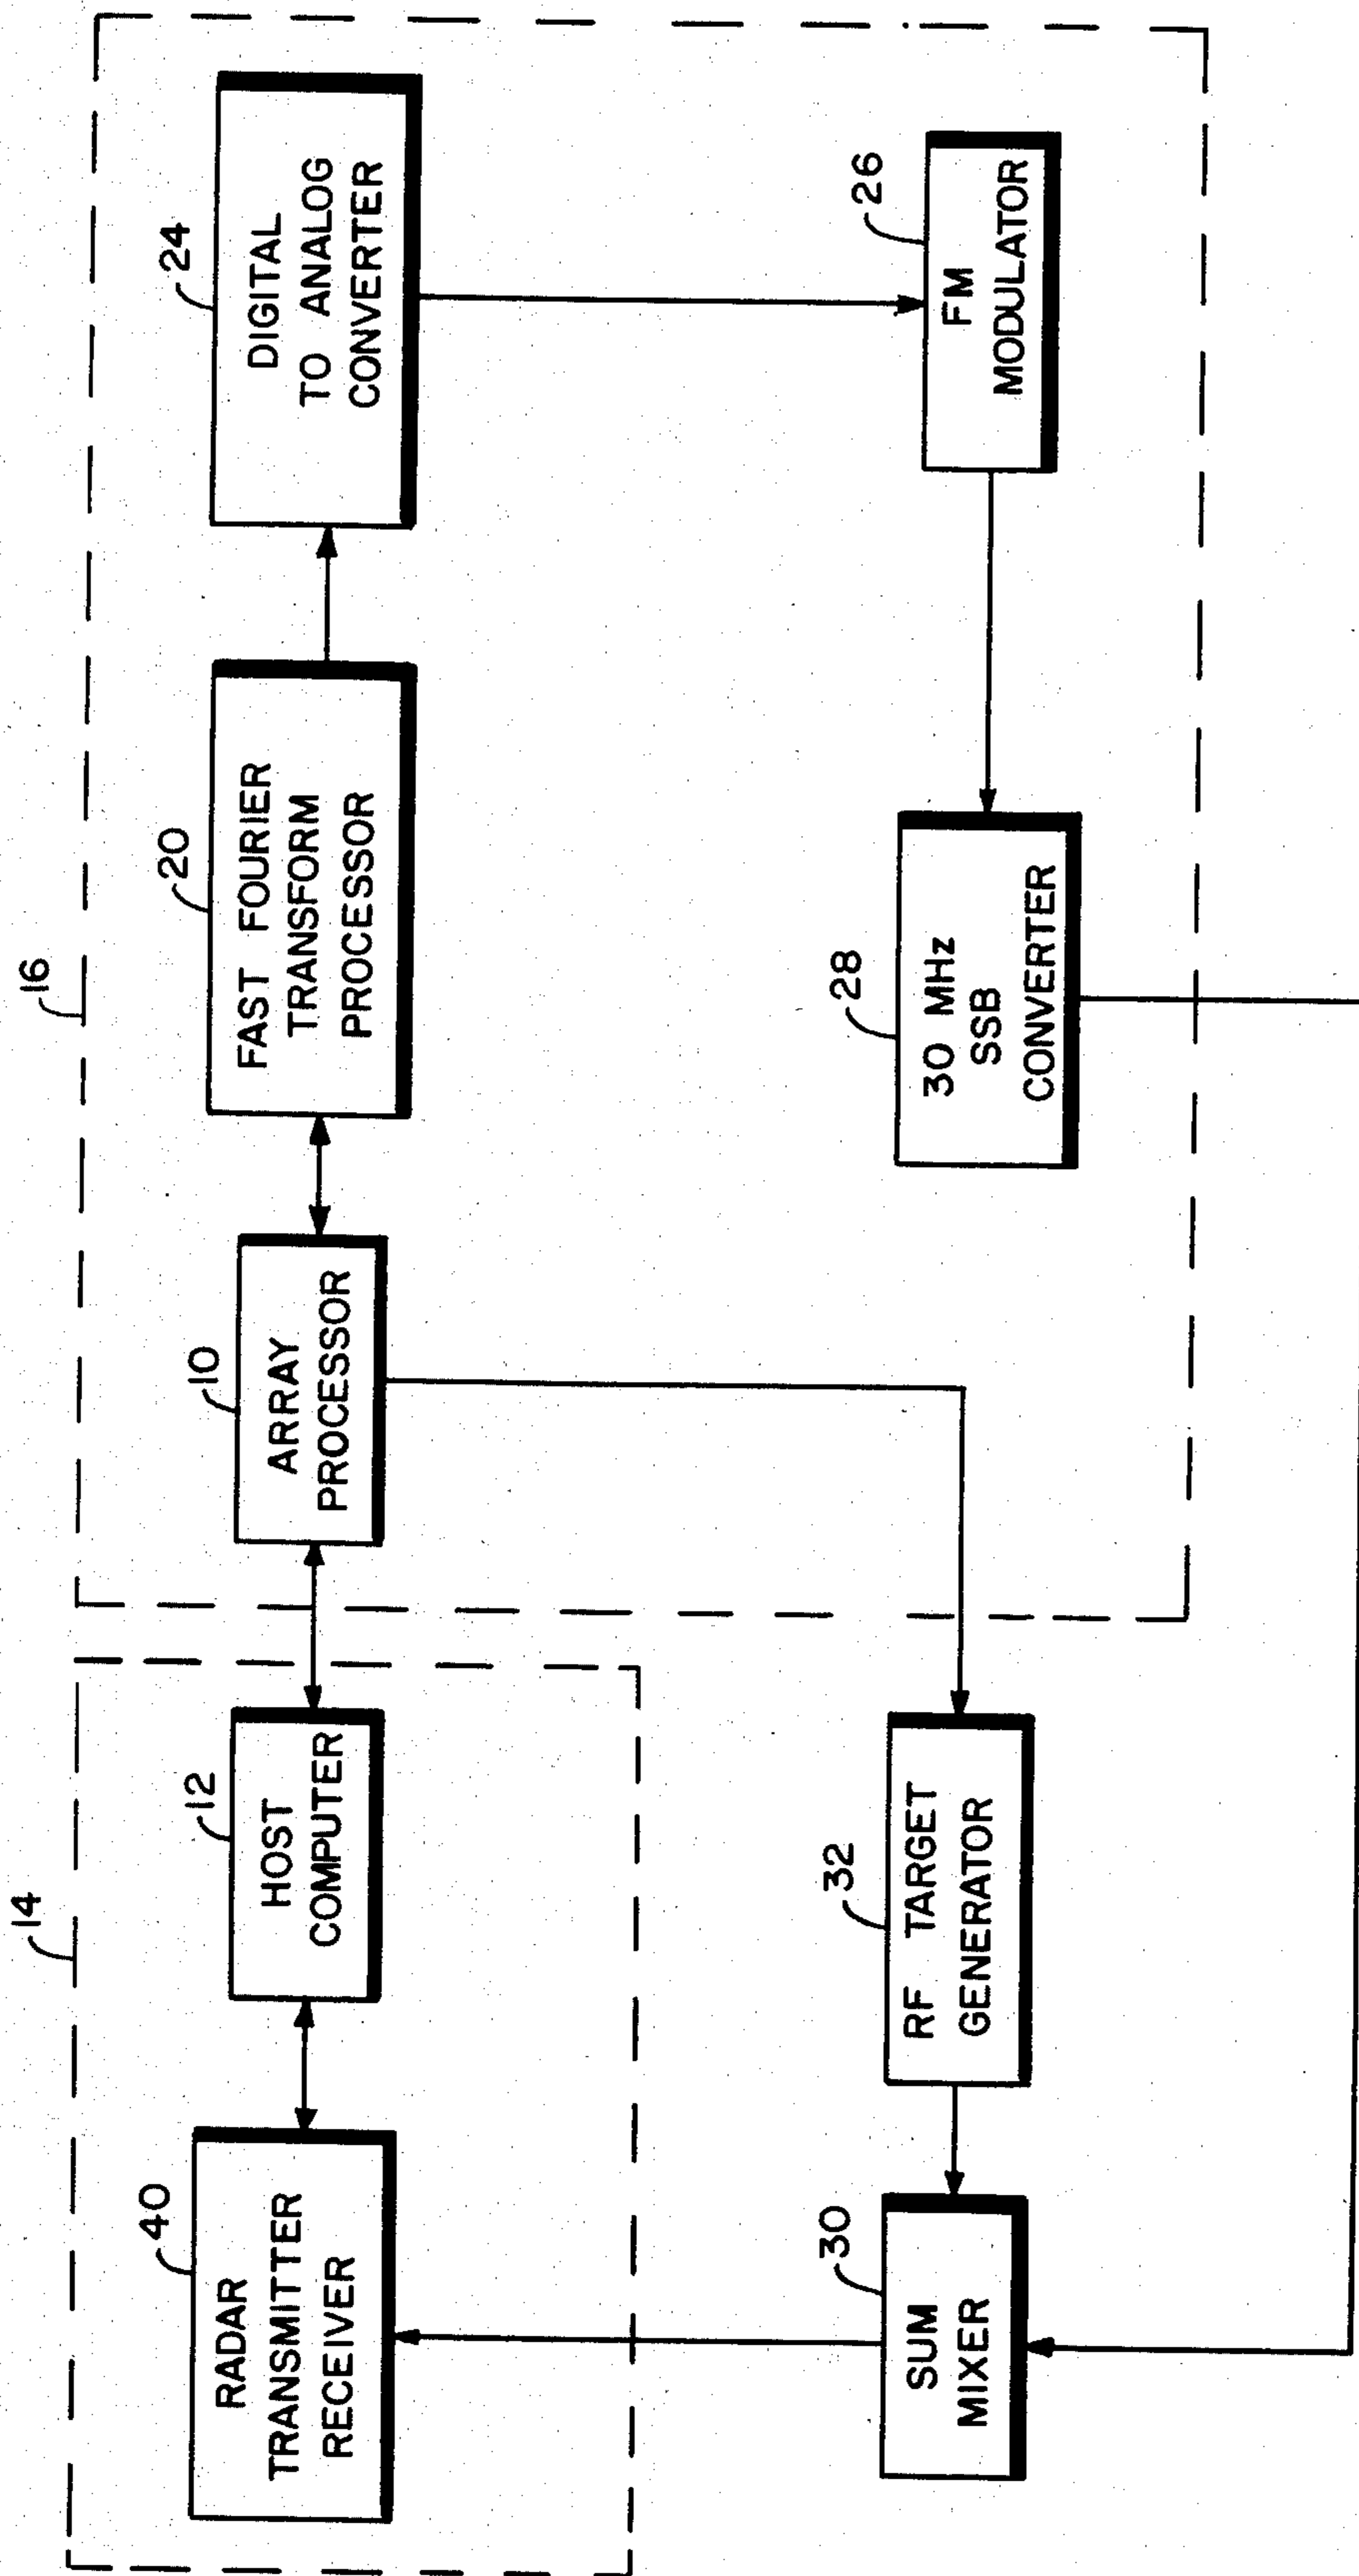 14
16
40
RADAR
TRANSMITTER
RECEIVER
12
HOST
COMPUTER
10
ARRAY
PROCESSOR
20
FAST FOURIER
TRANSFORM
PROCESSOR
24
DIGITAL
TO ANALOG
CONVERTER
30
SUM
MIXER
32
RF TARGET
GENERATOR
28
30 MHz
SSB
CONVERTER
26
FM
MODULATOR